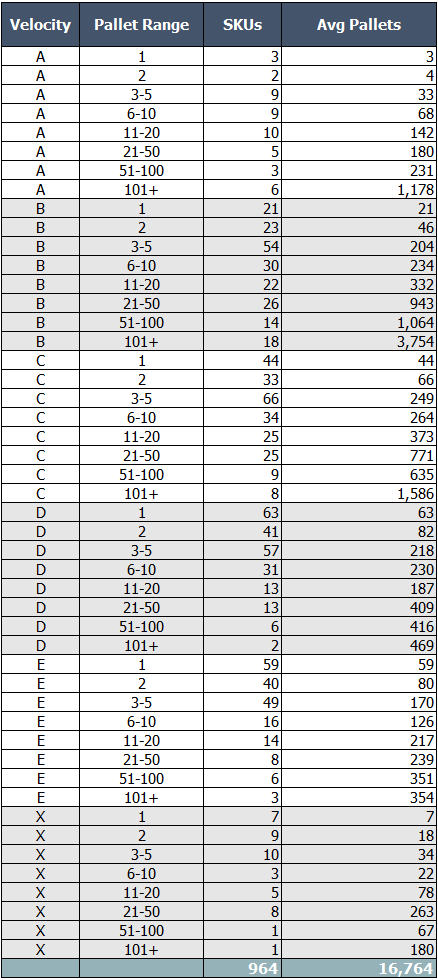 Velocity Pallet Range SKUs Avg Pallets
A 1 3 3
A 2 2 4
A 3-5 9 33
A 6-10 9 68
A 11-20 10 142
A 21-50 5 180
A 51-100 3 231
A 101+ 6 1,178
B 1 21 21
B 2 23 46
B 3-5 54 204
B 6-10 30 234
B 11-20 22 332
B 21-50 26 943
B 51-100 14 1,064
B 101+ 18 3,754
C 1 44 44
C 2 33 66
C 3-5 66 249
C 6-10 34 264
C 11-20 25 373
C 21-50 25 771
C 51-100 9 635
C 101+ 8 1,586
D 1 63 63
D 2 41 82
D 3-5 57 218
D 6-10 31 230
D 11-20 13 187
D 21-50 13 409
D 51-100 6 416
D 101+ 2 469
E 1 59 59
E 2 40 80
E 3-5 49 170
E 6-10 16 126
E 11-20 14 217
E 21-50 8 239
E 51-100 6 351
E 101+ 3 354
X 1 7 7
X 2 9 18
X 3-5 10 34
X 6-10 3 22
X 11-20 5 78
X 21-50 8 263
X 51-100 1 67
X 101+ 1 180
964 16,764